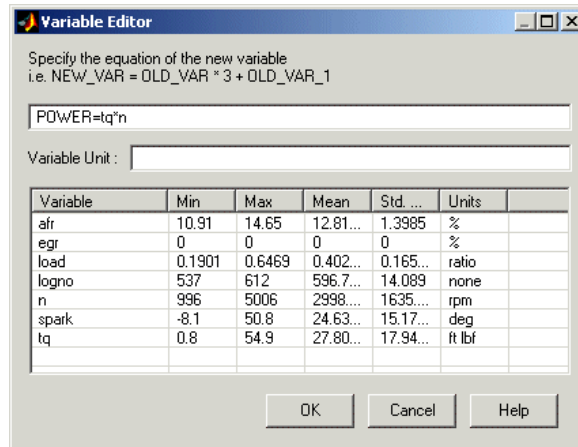 Variable Editor
Specify the equation of the new variable
i.e. NEW_VAR = OLD_VAR * 3 + OLD_VAR_1
POWER=tq*n
Variable Unit :
Variable Min Max Mean Std. ... Units
afr 10.91 14.65 12.81... 1.3985 %
egr 0 0 0 0 %
load 0.1901 0.6469 0.402... 0.165... ratio
logno 537 612 596.7... 14.089 none
n 996 5006 2998.... 1635.... rpm
spark -8.1 50.8 24.63... 15.17... deg
tq 0.8 54.9 27.80... 17.94... ft lbf
OK Cancel Help